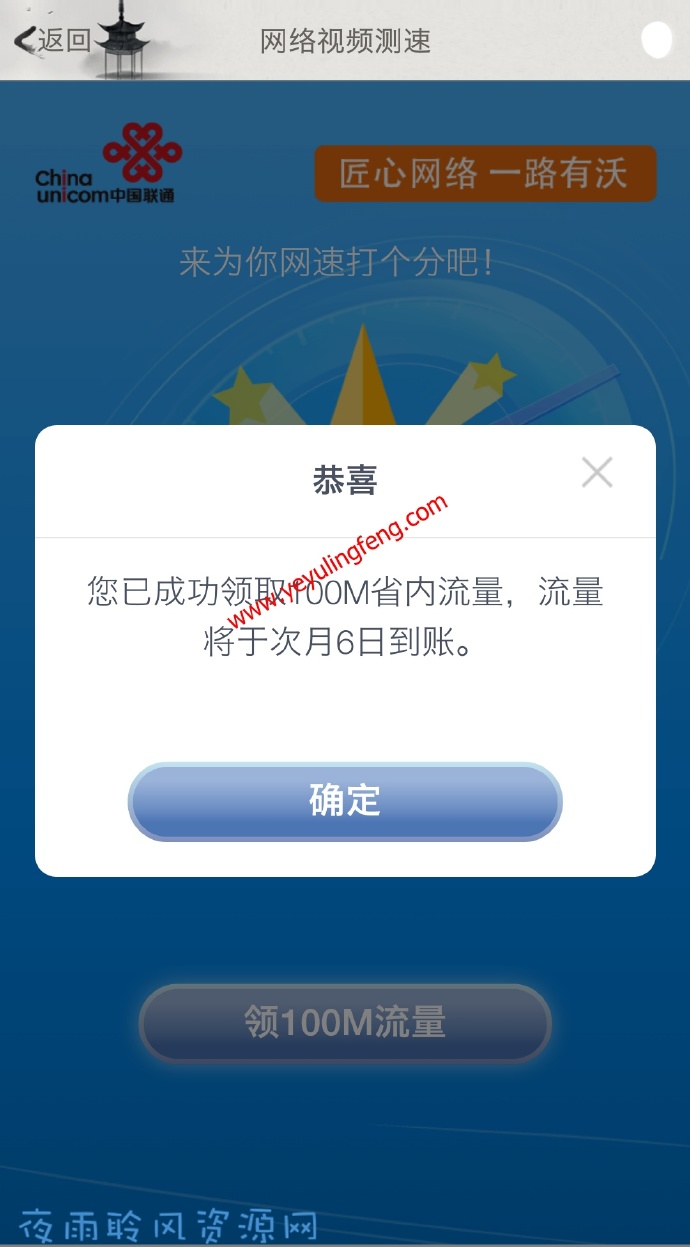 返回
网络视频测速
China
unicom中国联通
匠心网络 一路有沃
来为你网速打个分吧！
恭喜
www.yeyulingfeng.com
您已成功领取100M省内流量，流量
将于次月6日到账。
确定
领100M流量
夜雨聆风资源网